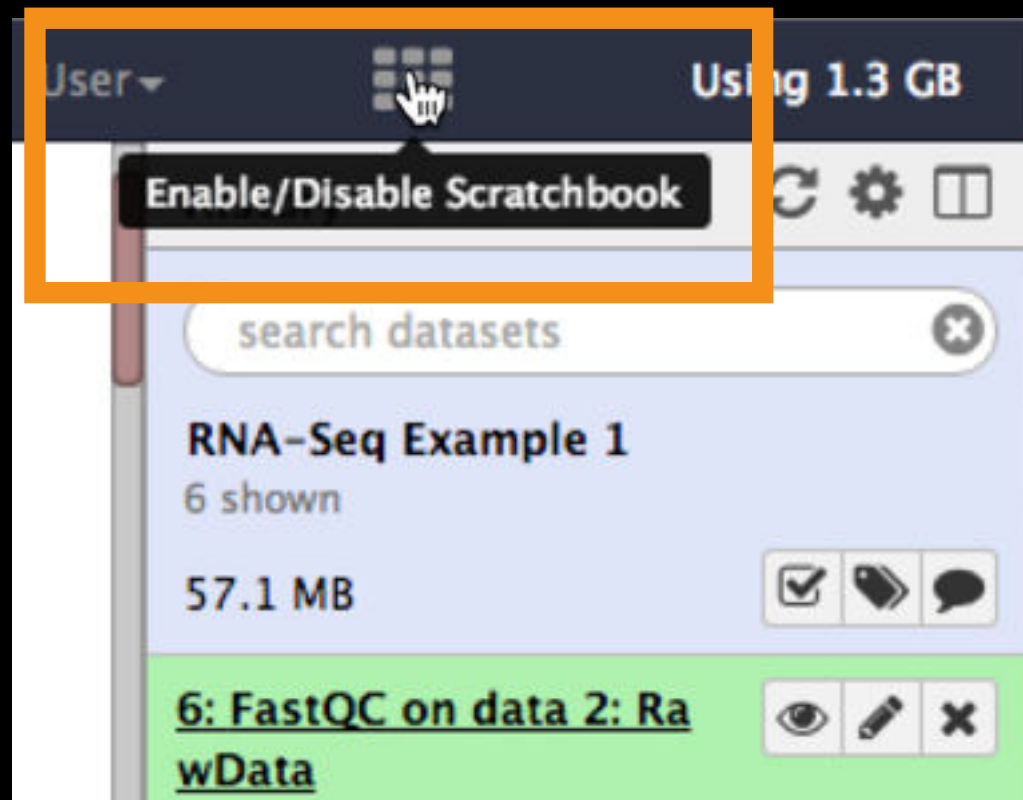 User
Using 1.3 GB
Enable/Disable Scratchbook
search datasets
RNA-Seq Example 1
6 shown
57.1 MB
6: FastQC on data 2: Ra
wData